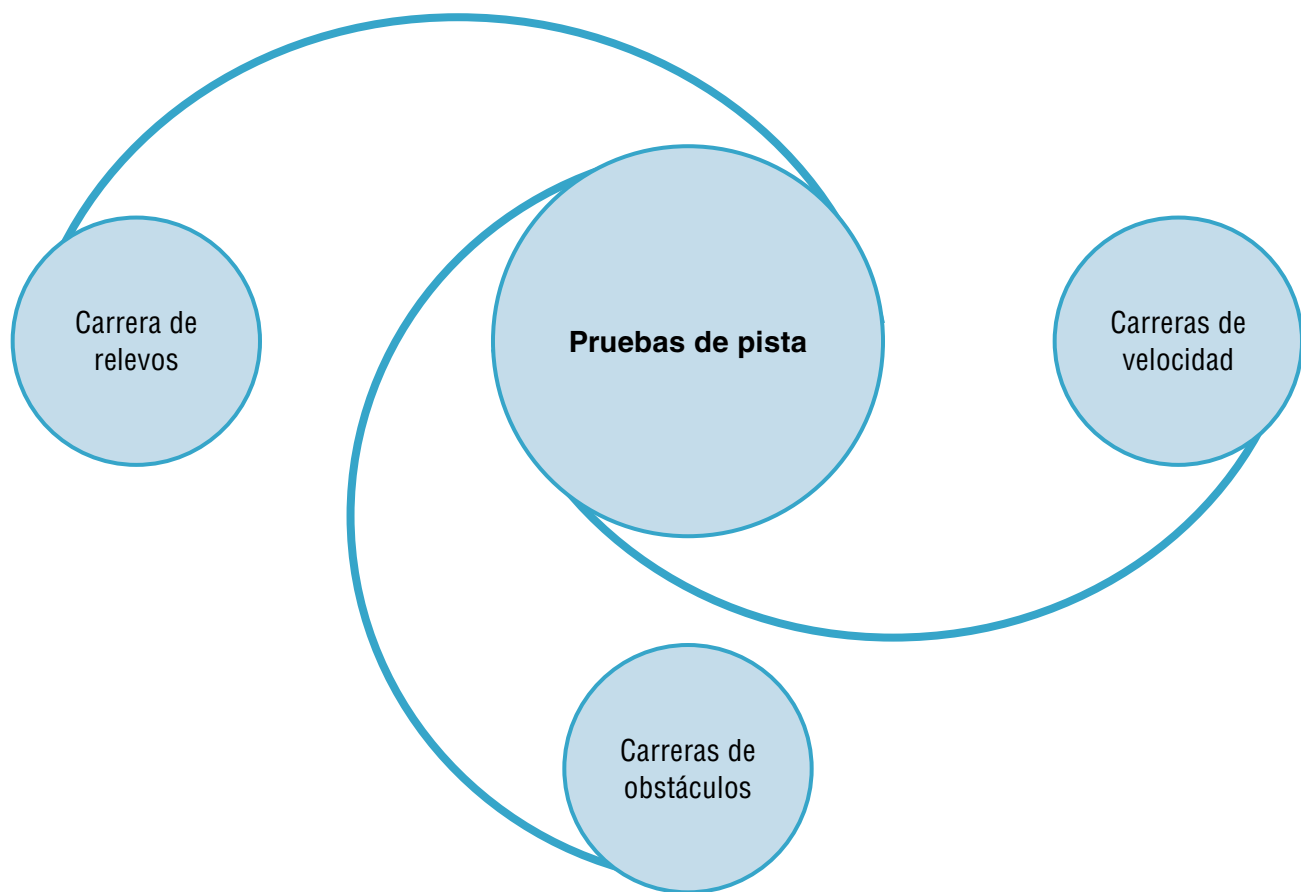 Carrera de
relevos
Pruebas de pista
Carreras de
velocidad
Carreras de
obstáculos